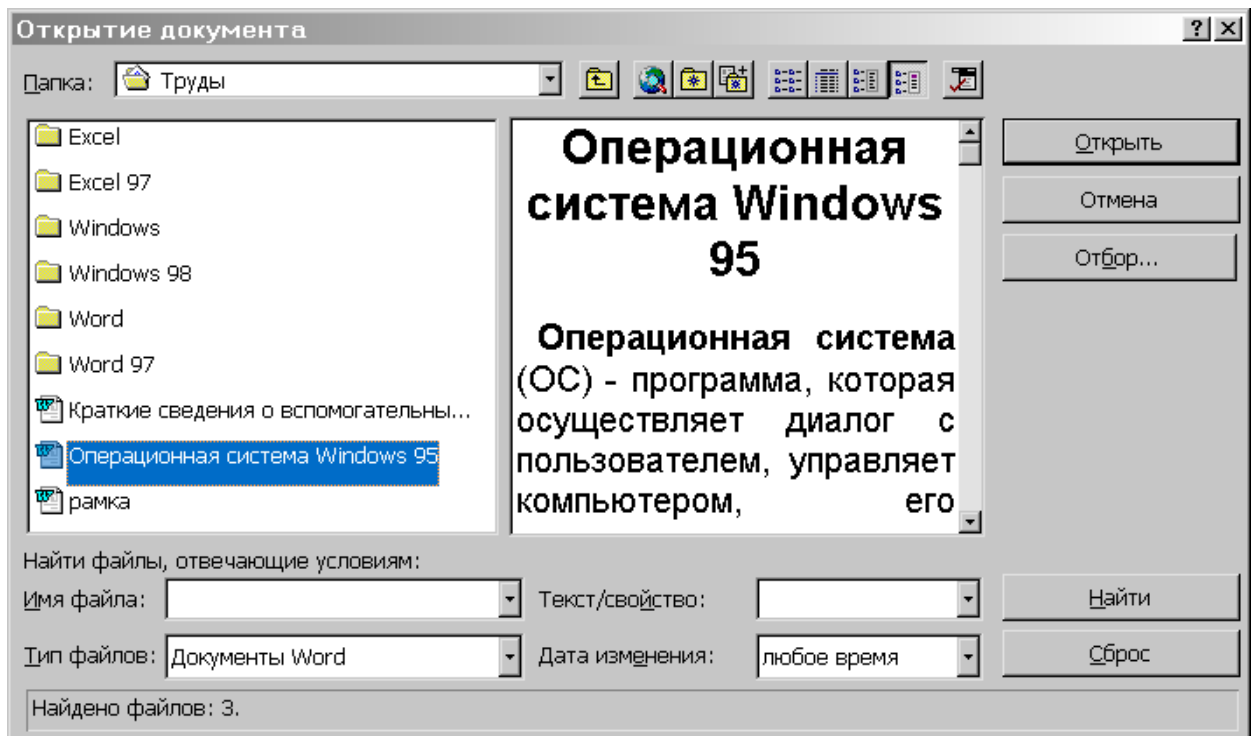 Открытие документа
Папка: Труды
Excel
Excel 97
Windows
Windows 98
Word
Word 97
Краткие сведения о вспомогательны...
Операционная система Windows 95
рамка
Операционная
система Windows
95
Операционная система
(ОС) - программа, которая
осуществляет диалог с
пользователем, управляет
компьютером, его
Открыть
Отмена
Отбор...
Найти файлы, отвечающие условиям:
Имя файла: Текст/свойство: Найти
Тип файлов: Документы Word Дата изменения: любое время Сброс
Найдено файлов: 3.